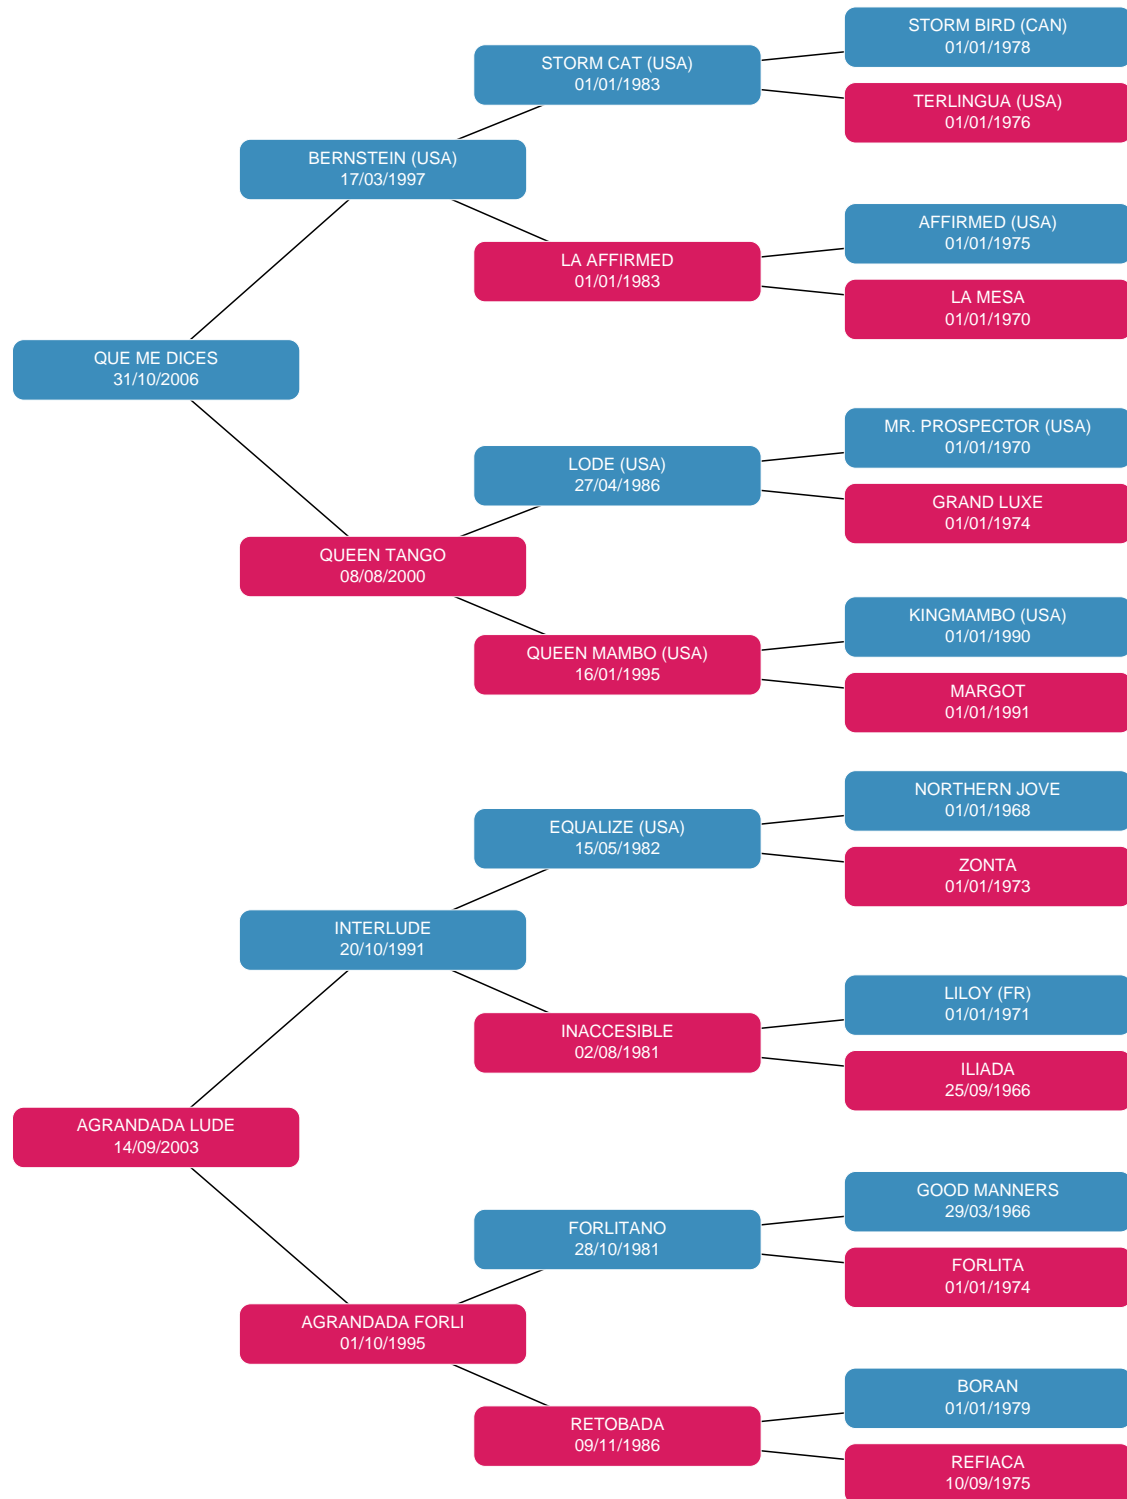 STORM BIRD (CAN)
01/01/1978
STORM CAT (USA)
01/01/1983
TERLINGUA (USA)
01/01/1976
BERNSTEIN (USA)
17/03/1997
AFFIRMED (USA)
01/01/1975
LA AFFIRMED
01/01/1983
LA MESA
01/01/1970
QUE ME DICES
31/10/2006
MR. PROSPECTOR (USA)
01/01/1970
LODE (USA)
27/04/1986
GRAND LUXE
01/01/1974
QUEEN TANGO
08/08/2000
KINGMAMBO (USA)
01/01/1990
QUEEN MAMBO (USA)
16/01/1995
MARGOT
01/01/1991
NORTHERN JOVE
01/01/1968
EQUALIZE (USA)
15/05/1982
ZONTA
01/01/1973
INTERLUDE
20/10/1991
LILOY (FR)
01/01/1971
INACCESIBLE
02/08/1981
ILIADA
25/09/1966
AGRANDADA LUDE
14/09/2003
GOOD MANNERS
29/03/1966
FORLITANO
28/10/1981
FORLITA
01/01/1974
AGRANDADA FORLI
01/10/1995
BORAN
01/01/1979
RETOBADA
09/11/1986
REFIACA
10/09/1975